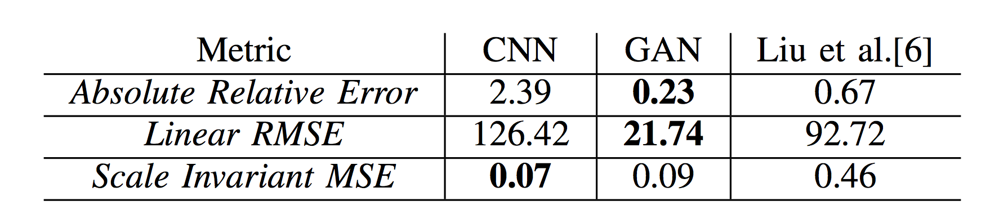 Metric CNN GAN Liu et al.[6]
Absolute Relative Error 2.39 0.23 0.67
Linear RMSE 126.42 21.74 92.72
Scale Invariant MSE 0.07 0.09 0.46